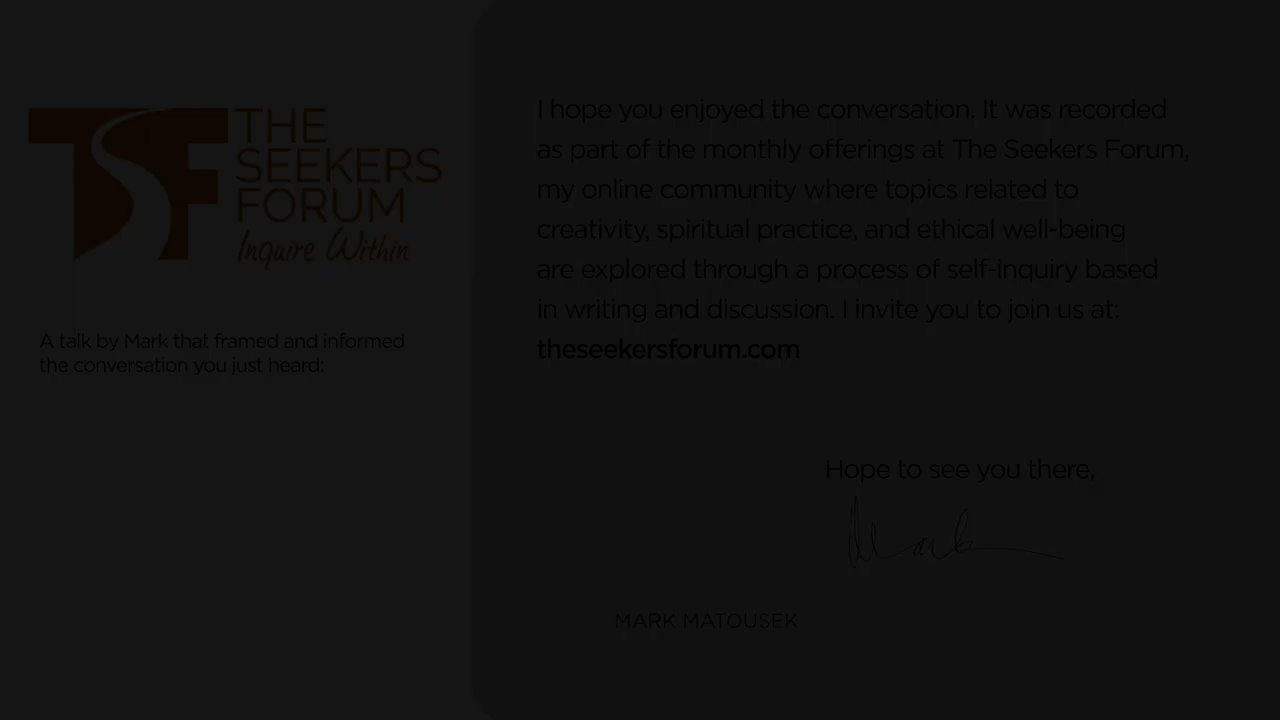 THE
SEEKERS
FORUM
Inquire Within
A talk by Mark that framed and informed
the conversation you just heard:
I hope you enjoyed the conversation. It was recorded
as part of the monthly offerings at The Seekers Forum,
my online community where topics related to
creativity, spiritual practice, and ethical well-being
are explored through a process of self-inquiry based
in writing and discussion. I invite you to join us at:
theseekersforum.com
Hope to see you there,
Mark
MARK MATOUSEK